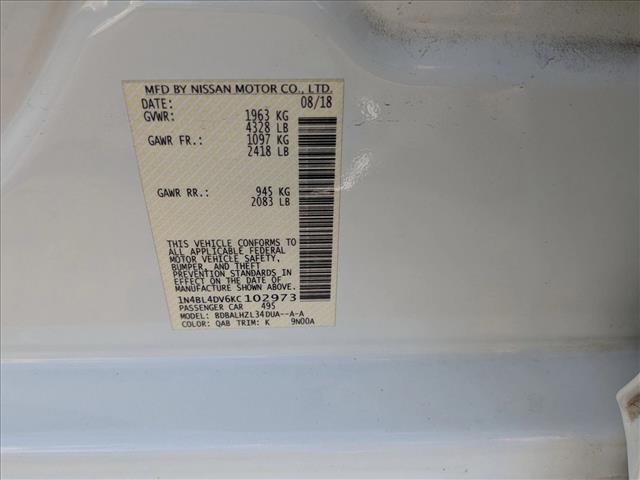 MFD BY NISSAN MOTOR CO., LTD.
DATE: 08/18
GVWR: 1963 KG
4328 LB
GAWR FR.: 1097 KG
2418 LB
GAWR RR.: 945 KG
2083 LB
THIS VEHICLE CONFORMS TO
ALL APPLICABLE FEDERAL
MOTOR VEHICLE SAFETY,
BUMPER, AND THEFT
PREVENTION STANDARDS IN
EFFECT ON THE DATE OF
MANUFACTURE SHOWN ABOVE.
1N4BL4DV6KC102973
PASSENGER CAR 495
MODEL: BDBALHZL34DUA--A-A
COLOR: QAB TRIM: K 9N00A